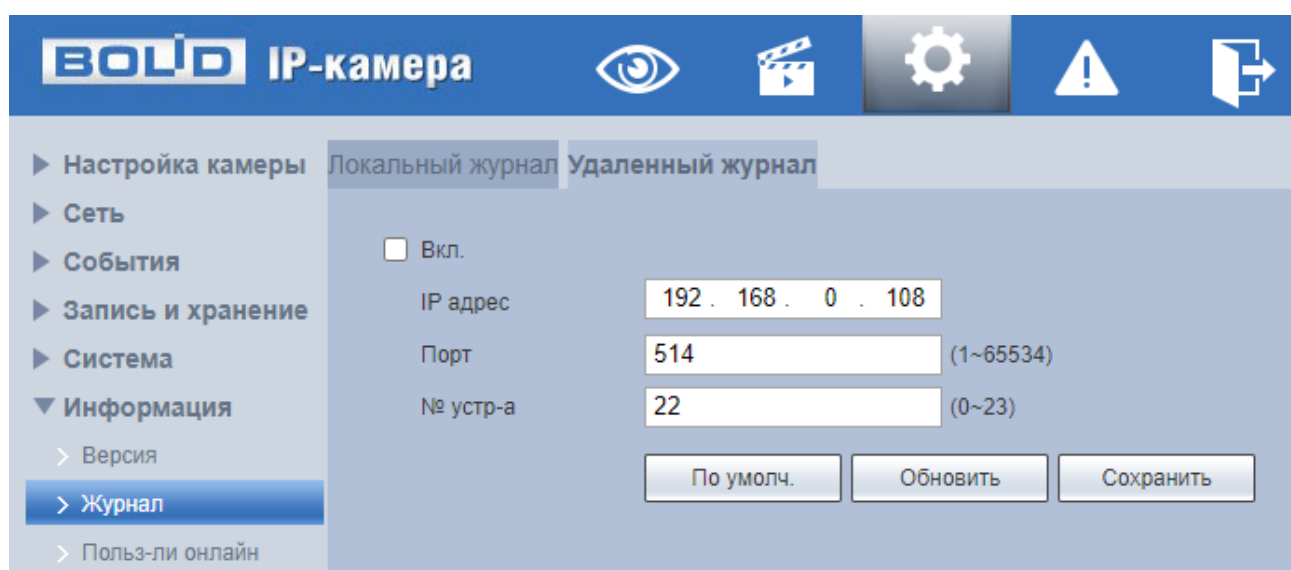 BOLID IP-камера
Настройка камеры
Сеть
События
Запись и хранение
Система
Информация
Версия
Журнал
Польз-ли онлайн
Локальный журнал Удаленный журнал
Вкл.
IP адрес 192 . 168 . 0 . 108
Порт 514 (1~65534)
№ устр-а 22 (0~23)
По умолч. Обновить Сохранить